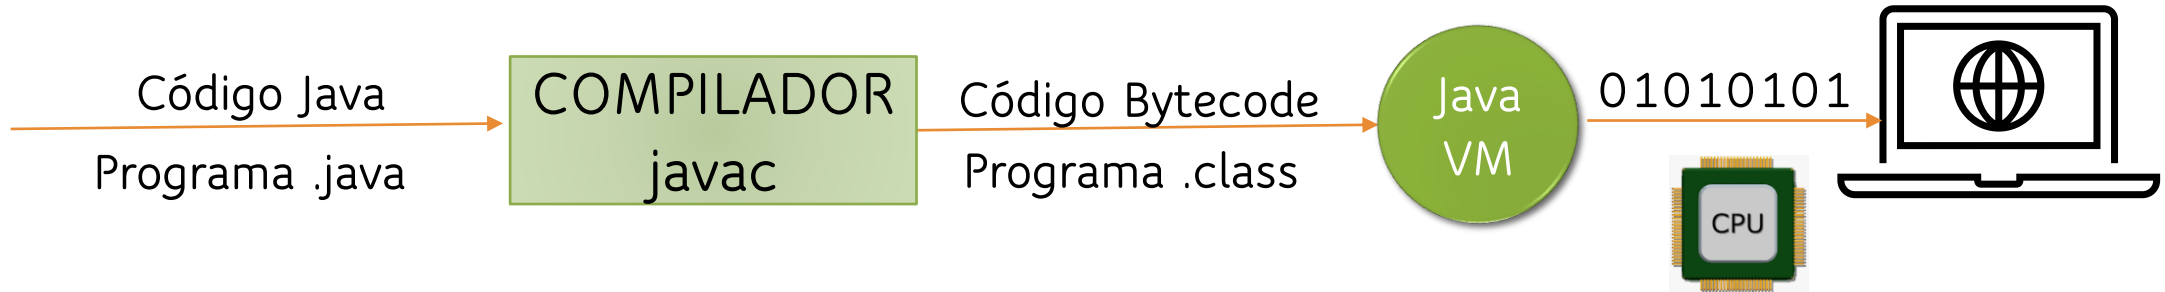 Código Java
Programa .java
COMPILADOR
javac
Código Bytecode
Programa .class
Java
VM
01010101
CPU